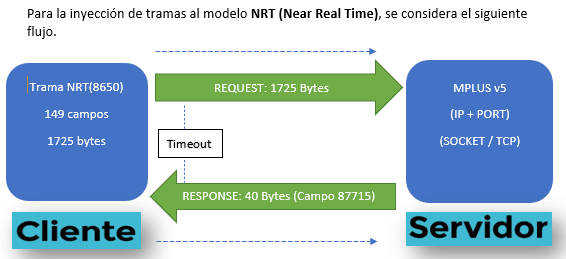 Para la inyección de tramas al modelo NRT (Near Real Time), se considera el siguiente
flujo.
Trama NRT(8650)
149 campos
1725 bytes
REQUEST: 1725 Bytes
MPLUS v5
(IP + PORT)
(SOCKET / TCP)
Timeout
RESPONSE: 40 Bytes (Campo 87715)
Cliente
Servidor